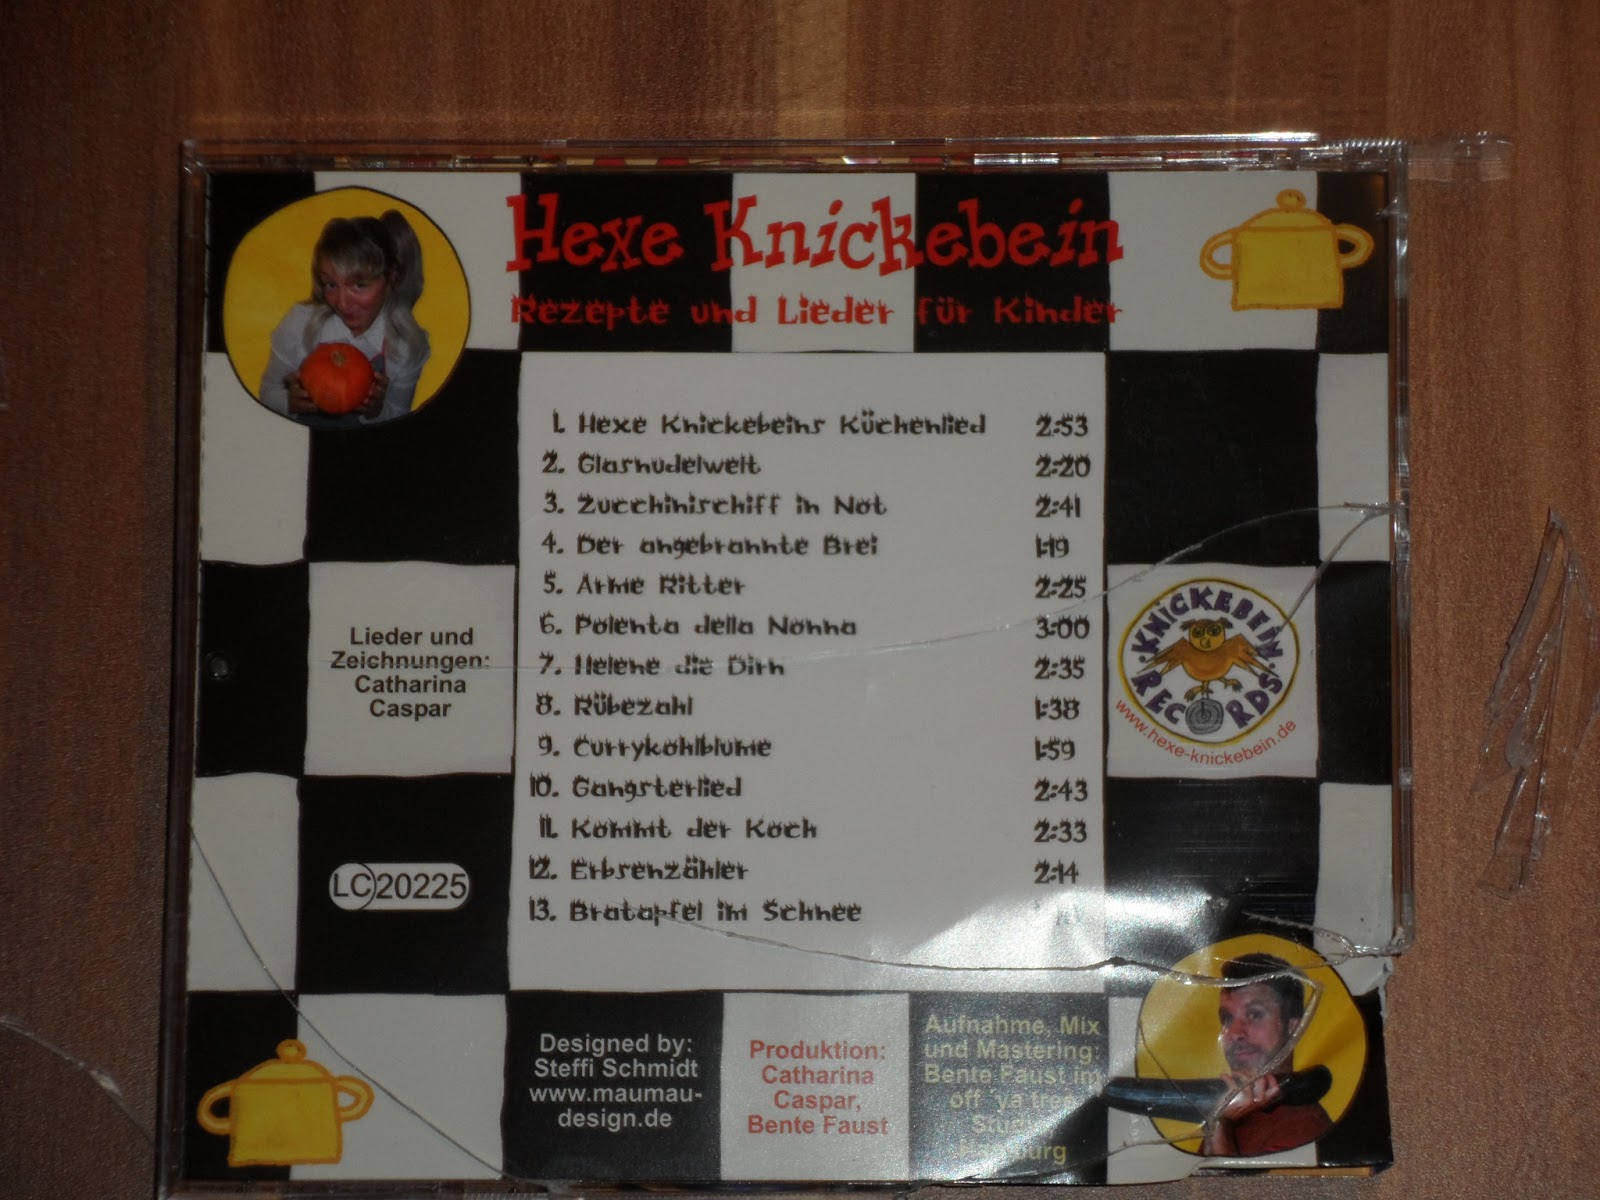 Hexe Knickebein
Rezepte und Lieder für Kinder
1. Hexe Knickebeins Küchenlied 2:53
2. Glasnudelwelt 2:20
3. Zucchinischiff in Not 2:41
4. Der angebrannte Brei 1:19
5. Arme Ritter 2:25
6. Polenta della Nonna 3:00
7. Helene die Dirn 2:35
8. Rübezahl 1:38
9. Currykohlblume 1:59
10. Gangsterlied 2:43
11. Kommt der Koch 2:33
12. Erbsenzähler 2:14
13. Bratapfel im Schnee
Lieder und
Zeichnungen:
Catharina
Caspar
KNICKEBEIN
RECORDS
www.hexe-knickebein.de
LC 20225
Designed by:
Steffi Schmidt
www.maumau-
design.de
Produktion:
Catharina
Caspar,
Bente Faust
Aufnahme, Mix
und Mastering:
Bente Faust im
off ´ya tree